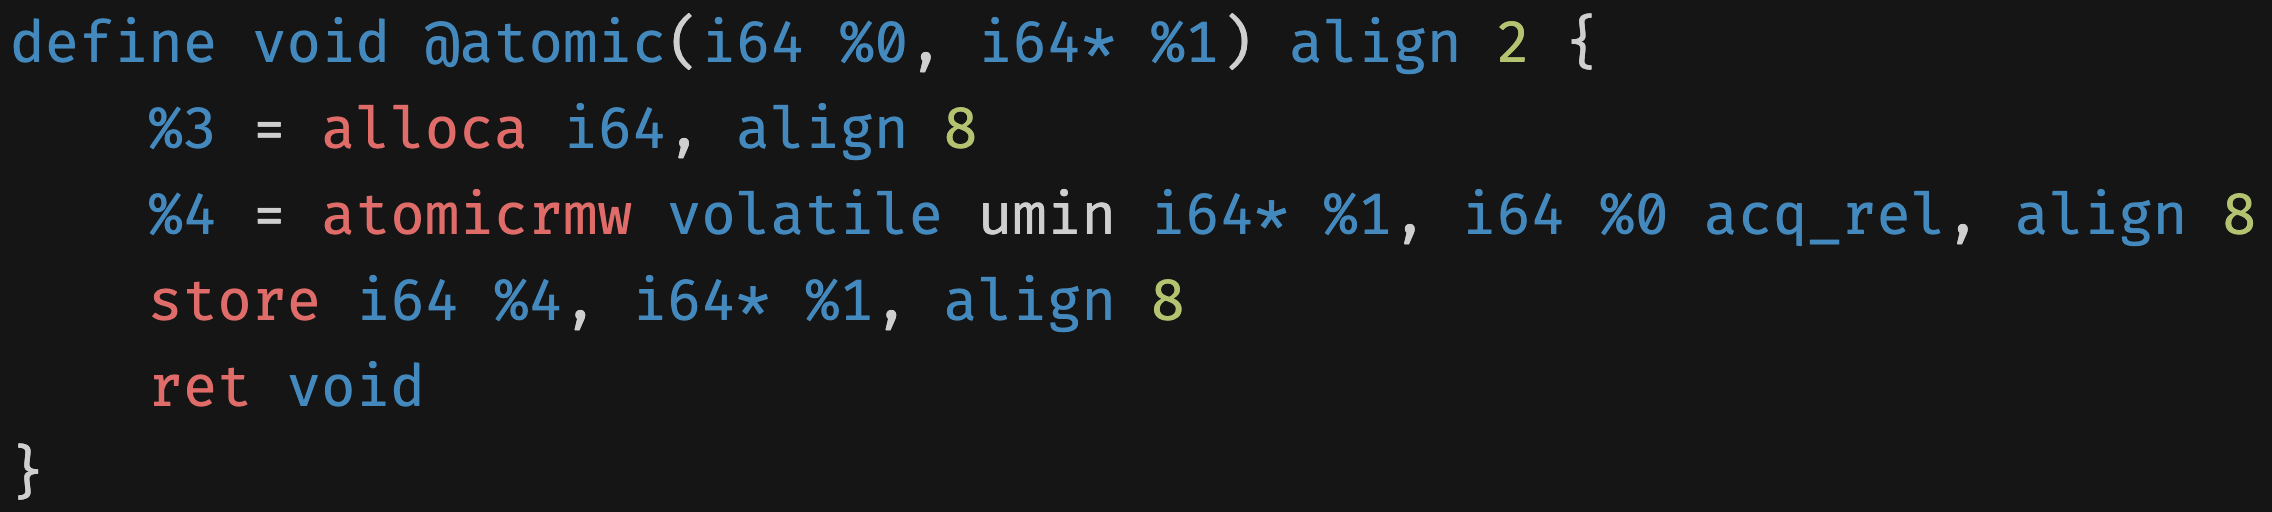 define void @atomic(i64 %0, i64* %1) align 2 {
    %3 = alloca i64, align 8
    %4 = atomicrmw volatile umin i64* %1, i64 %0 acq_rel, align 8
    store i64 %4, i64* %1, align 8
    ret void
}